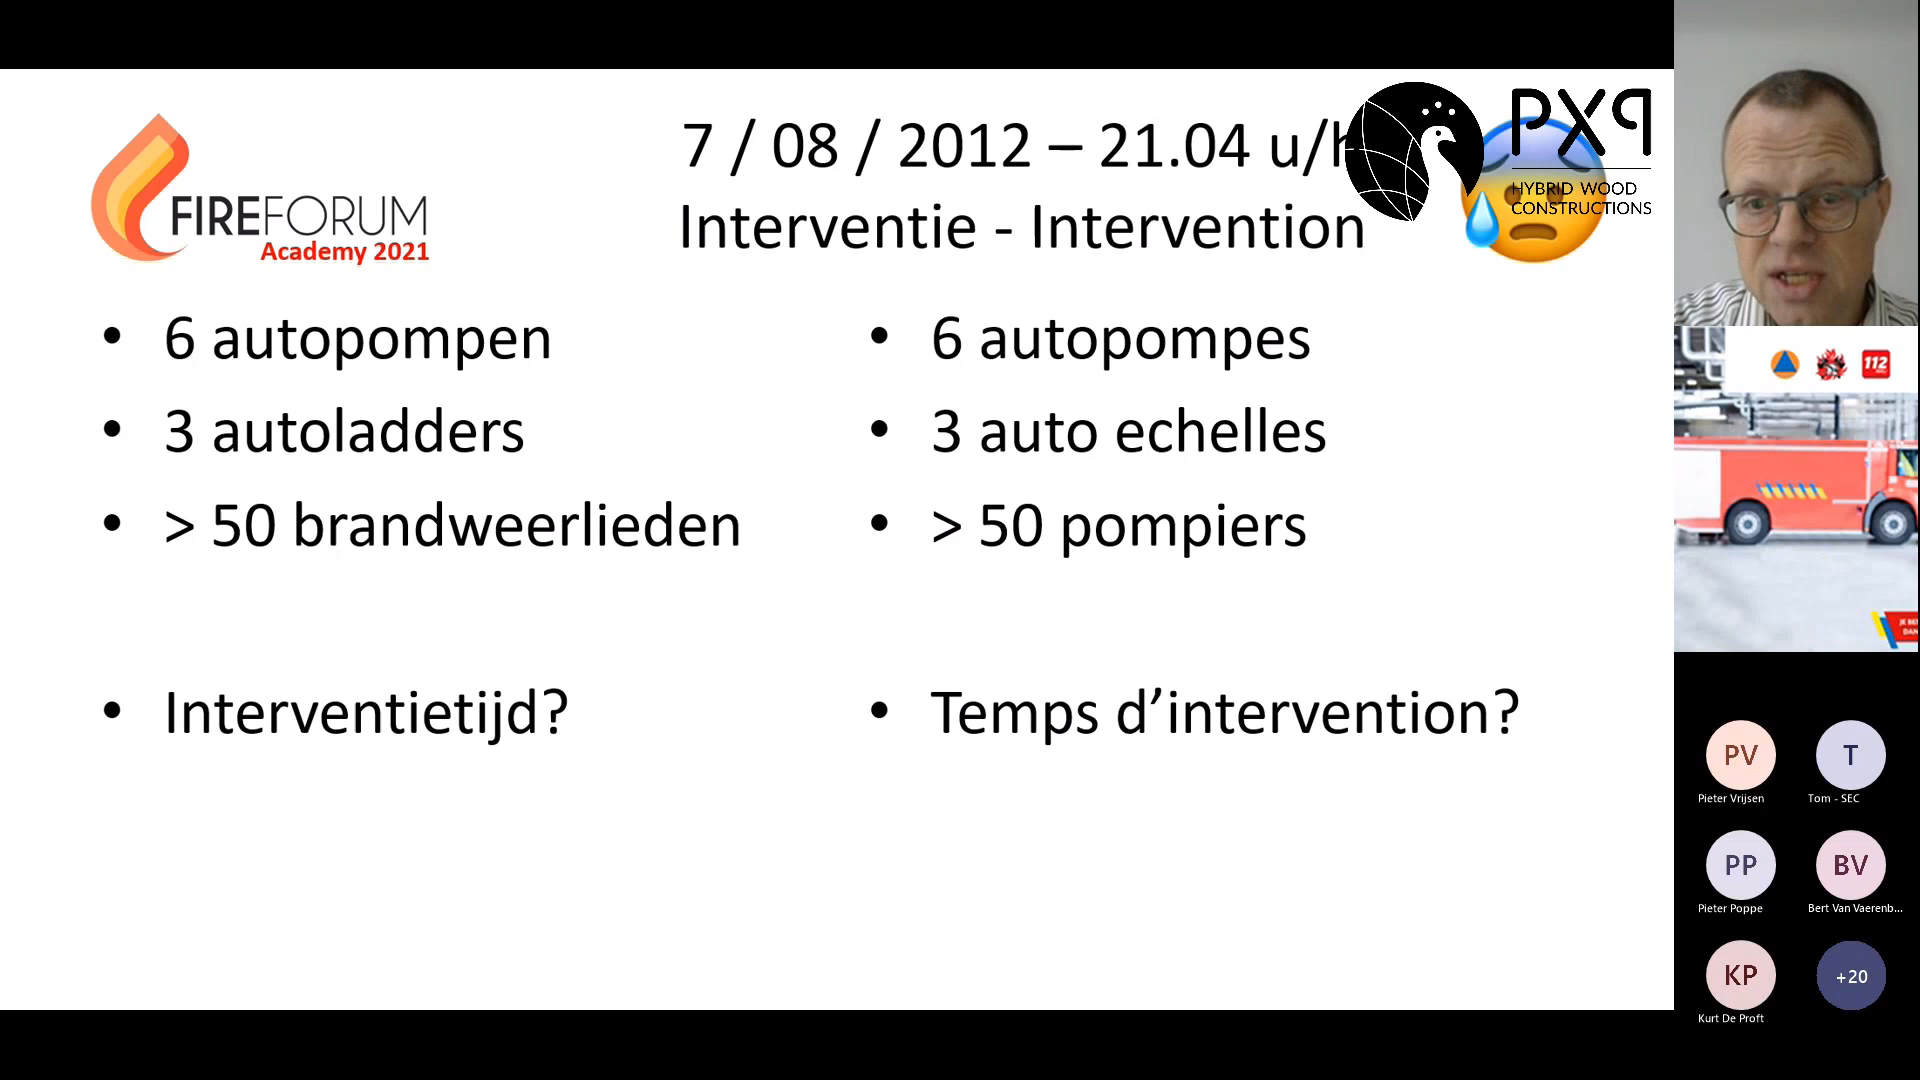 7 / 08 / 2012 – 21.04 u/h
Interventie - Intervention
FIREFORUM
Academy 2021
PXP
HYBRID WOOD
CONSTRUCTIONS
• 6 autopompen
• 3 autoladders
• > 50 brandweerlieden
• Interventietijd?
• 6 autopompes
• 3 auto echelles
• > 50 pompiers
• Temps d’intervention?
112
PV
Pieter Vrijsen
T
Tom - SEC
PP
Pieter Poppe
BV
Bert Van Vaerenb...
KP
Kurt De Proft
+20